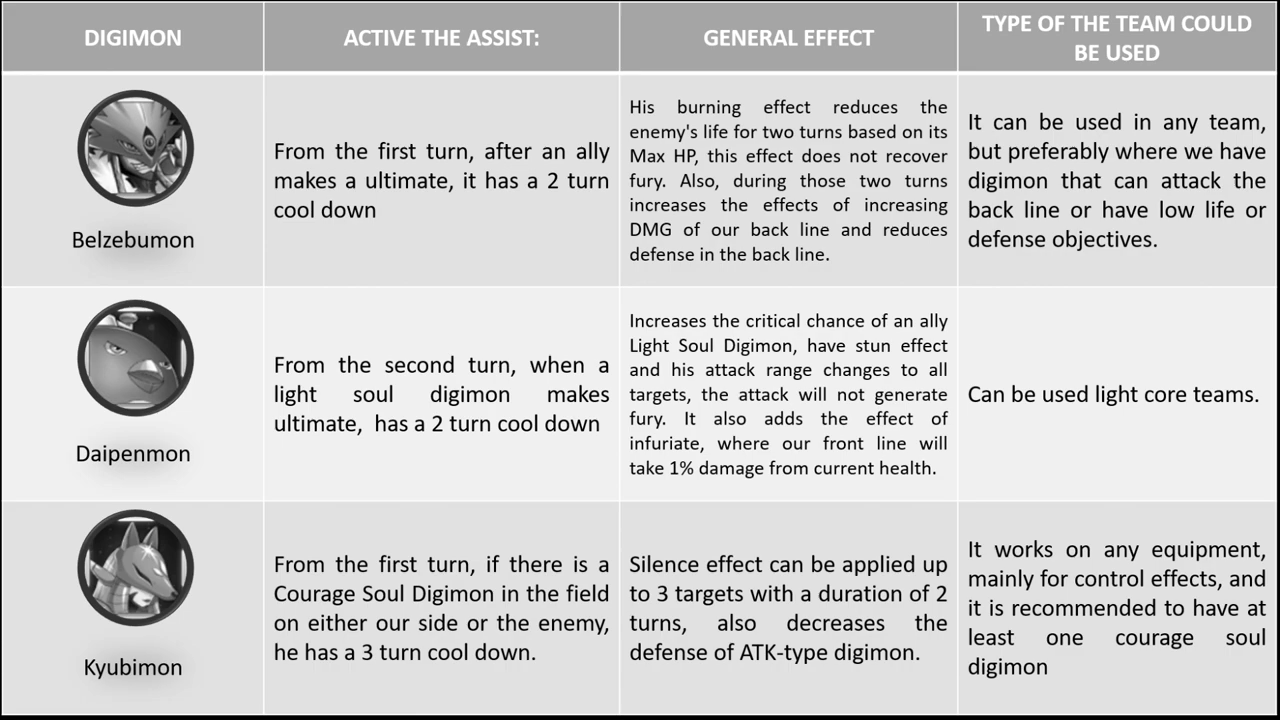 DIGIMON
ACTIVE THE ASSIST:
GENERAL EFFECT
TYPE OF THE TEAM COULD
BE USED
Belzebumon
From the first turn, after an ally
makes a ultimate, it has a 2 turn
cool down
His burning effect reduces the
enemy's life for two turns based on its
Max HP, this effect does not recover
fury. Also, during those two turns
increases the effects of increasing
DMG of our back line and reduces
defense in the back line.
It can be used in any team,
but preferably where we have
digimon that can attack the
back line or have low life or
defense objectives.
Daipenmon
From the second turn, when a
light soul digimon makes
ultimate, has a 2 turn cool down
Increases the critical chance of an ally
Light Soul Digimon, have stun effect
and his attack range changes to all
targets, the attack will not generate
fury. It also adds the effect of
infuriate, where our front line will
take 1% damage from current health.
Can be used light core teams.
Kyubimon
From the first turn, if there is a
Courage Soul Digimon in the field
on either our side or the enemy,
he has a 3 turn cool down.
Silence effect can be applied up
to 3 targets with a duration of 2
turns, also decreases the
defense of ATK-type digimon.
It works on any equipment,
mainly for control effects, and
it is recommended to have at
least one courage soul
digimon